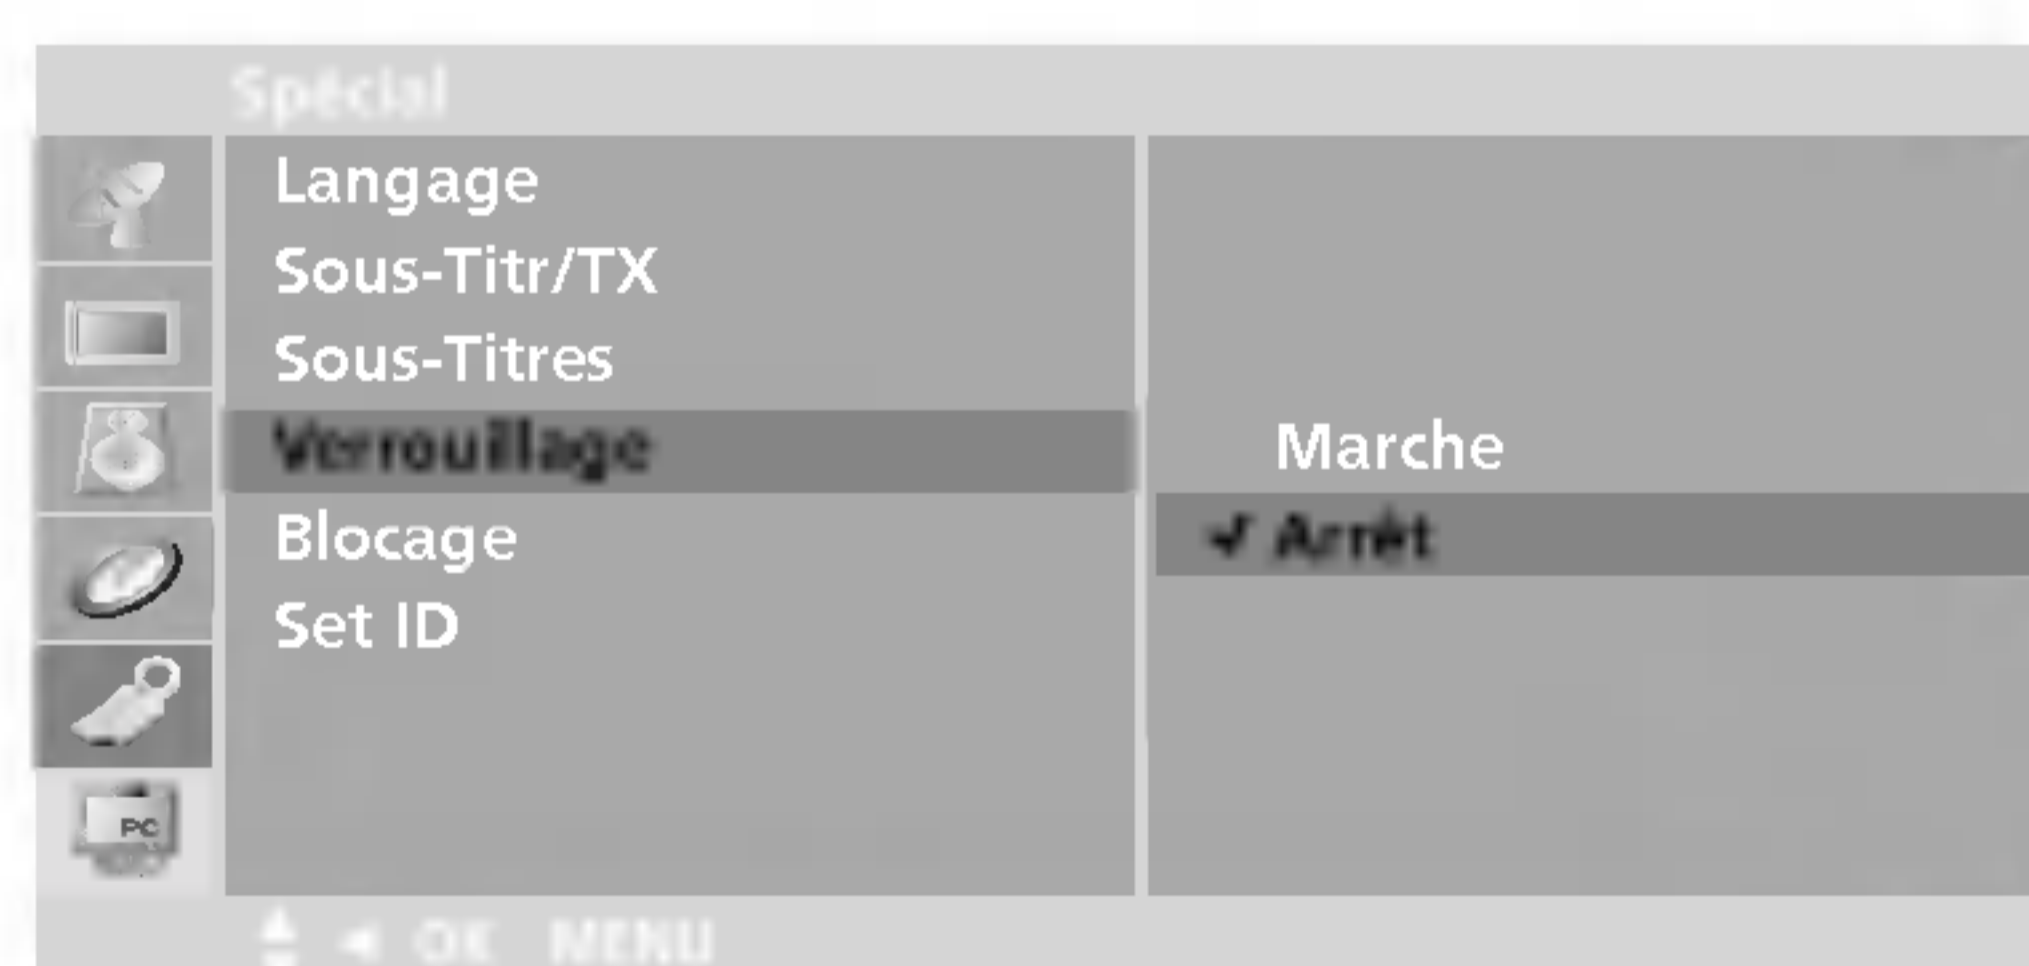 Spécial
Langage
Sous-Titr/TX
Sous-Titres
Verrouillage
Marche
✓ Arrêt
Blocage
Set ID
PC
▲▼ ◄ OK MENU